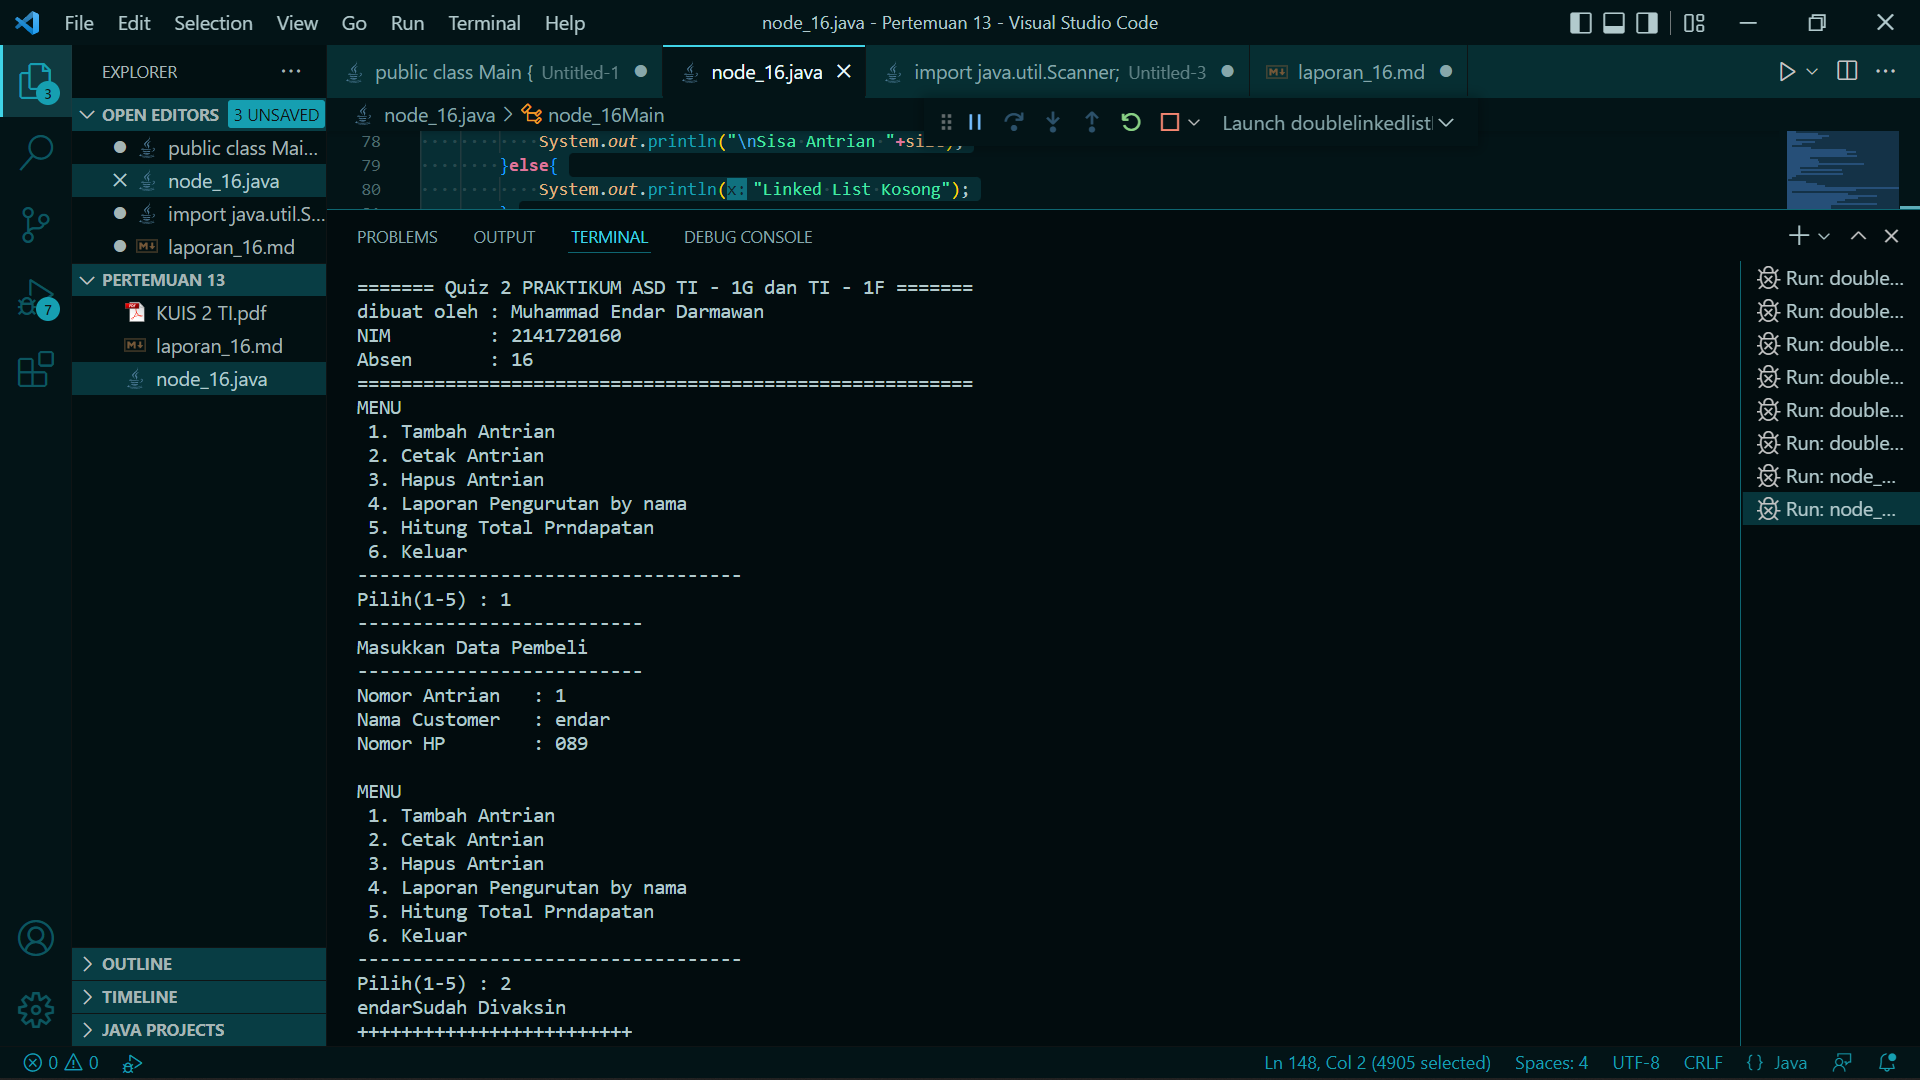 File Edit Selection View Go Run Terminal Help
node_16.java - Pertemuan 13 - Visual Studio Code
EXPLORER
public class Main { Untitled-1
node_16.java
import java.util.Scanner; Untitled-3
laporan_16.md
3
OPEN EDITORS 3 UNSAVED
public class Mai...
node_16.java
import java.util.S...
laporan_16.md
PERTEMUAN 13
KUIS 2 TI.pdf
laporan_16.md
node_16.java
7
OUTLINE
TIMELINE
JAVA PROJECTS
node_16.java > node_16Main
Launch doublelinkedlist
78 System.out.println("\nSisa Antrian "+
79 }else{
80 System.out.println(x: "Linked List Kosong");
PROBLEMS OUTPUT TERMINAL DEBUG CONSOLE
======= Quiz 2 PRAKTIKUM ASD TI - 1G dan TI - 1F =======
dibuat oleh : Muhammad Endar Darmawan
NIM : 2141720160
Absen : 16
========================================================
MENU
1. Tambah Antrian
2. Cetak Antrian
3. Hapus Antrian
4. Laporan Pengurutan by nama
5. Hitung Total Prndapatan
6. Keluar
-----------------------------------
Pilih(1-5) : 1
--------------------------
Masukkan Data Pembeli
--------------------------
Nomor Antrian : 1
Nama Customer : endar
Nomor HP : 089
MENU
1. Tambah Antrian
2. Cetak Antrian
3. Hapus Antrian
4. Laporan Pengurutan by nama
5. Hitung Total Prndapatan
6. Keluar
-----------------------------------
Pilih(1-5) : 2
endarSudah Divaksin
+++++++++++++++++++++++++
Run: double...
Run: double...
Run: double...
Run: double...
Run: double...
Run: double...
Run: node_...
Run: node_...
0 0
Ln 148, Col 2 (4905 selected) Spaces: 4 UTF-8 CRLF {} Java